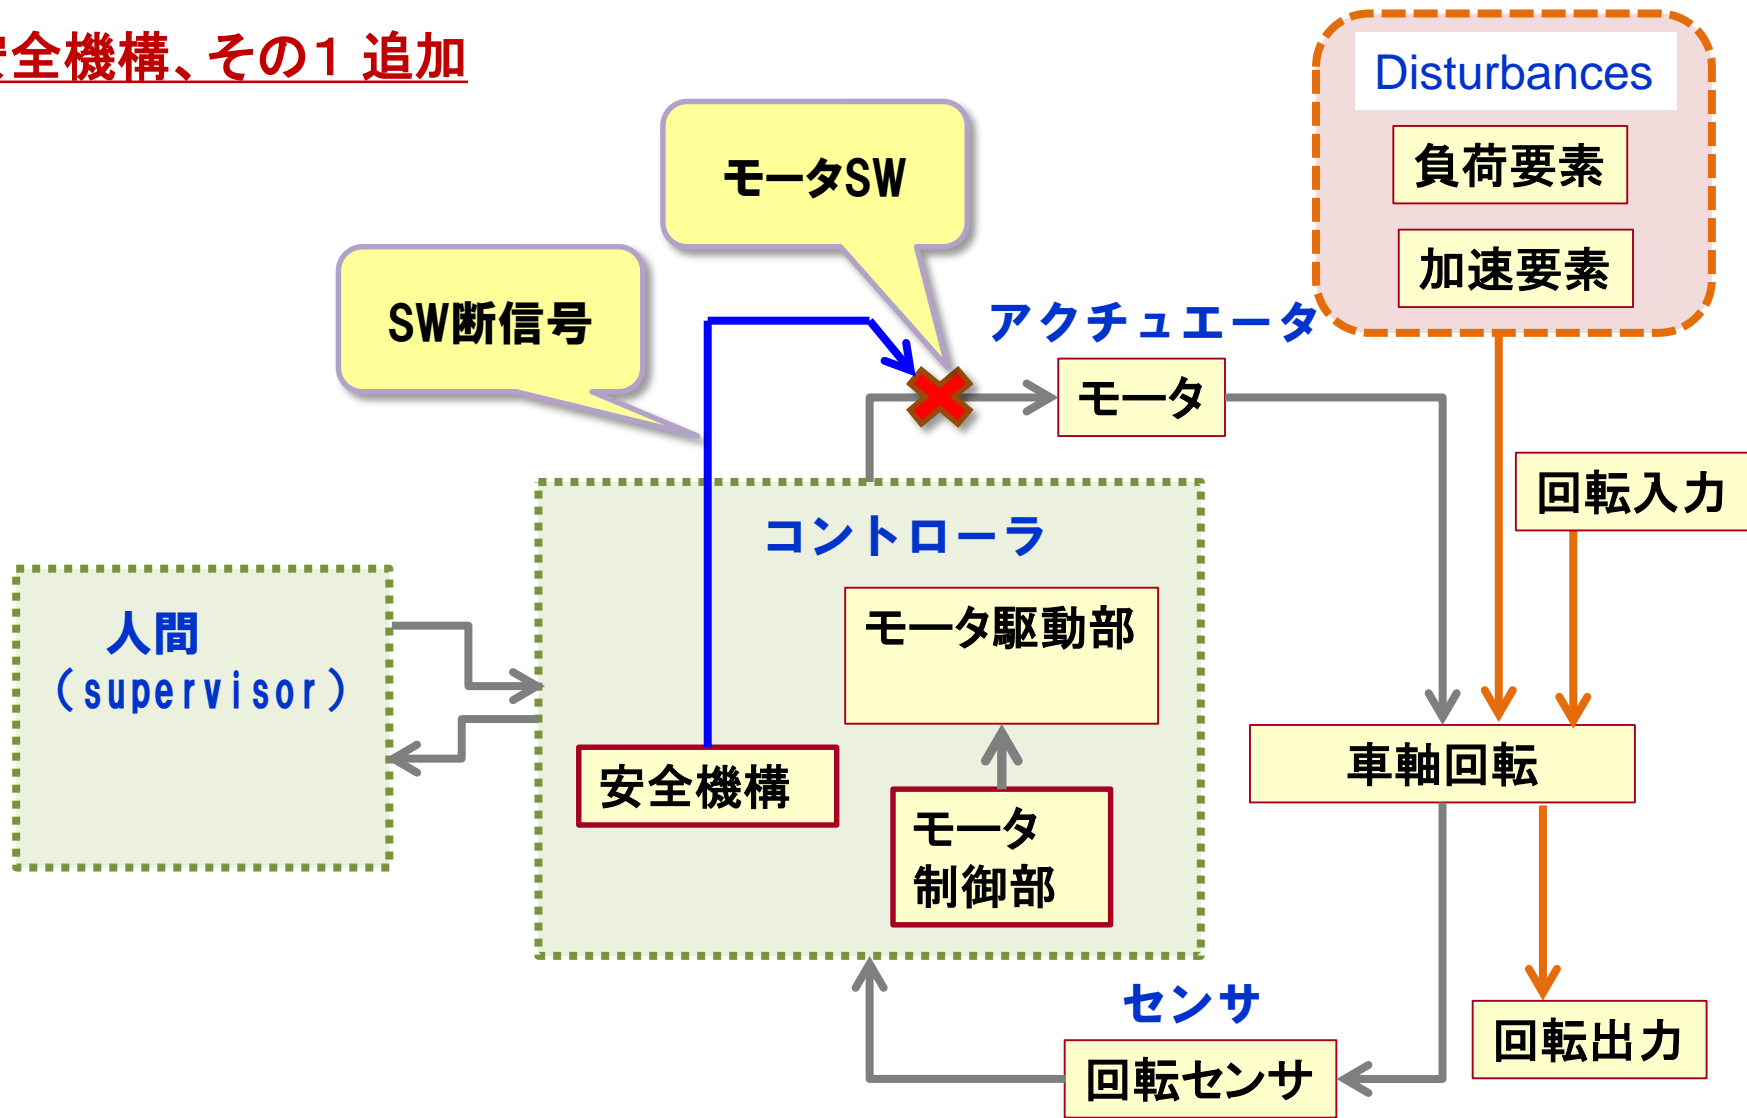 全機構、その１ 追加
Disturbances
負荷要素
加速要素
モータSW
SW断信号
アクチュエータ
モータ
回転入力
コントローラ
人間
（supervisor）
モータ駆動部
車軸回転
安全機構
モータ
制御部
センサ
回転センサ
回転出力